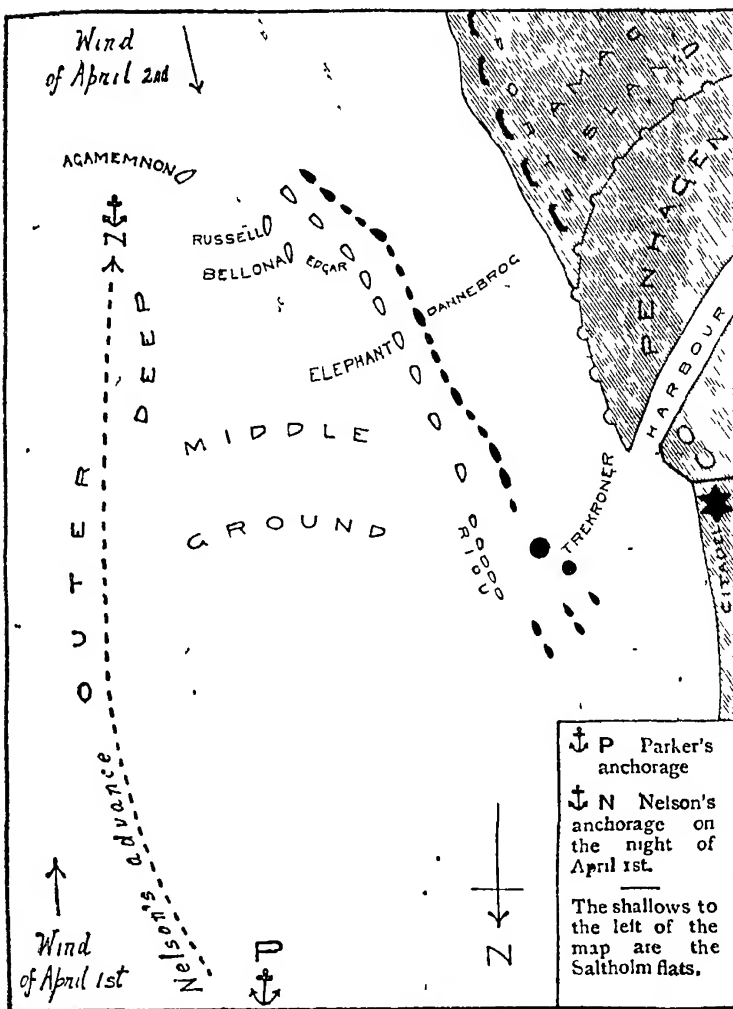 Wind
of April 2nd
AMAG
ISLAND
AGAMEMNON
N
RUSSELL
BELLONA
EDGAR
DANNEBROG
ELEPHANT
COPENHAGEN
HARBOUR
OUTER DEEP
MIDDLE
GROUND
TREKRONER
RIOU
CITADEL
Nelson's advance
Wind
of April 1st
P
N
P Parker's
anchorage
N Nelson's
anchorage on
the night of
April 1st.
The shallows to
the left of the
map are the
Saltholm flats.